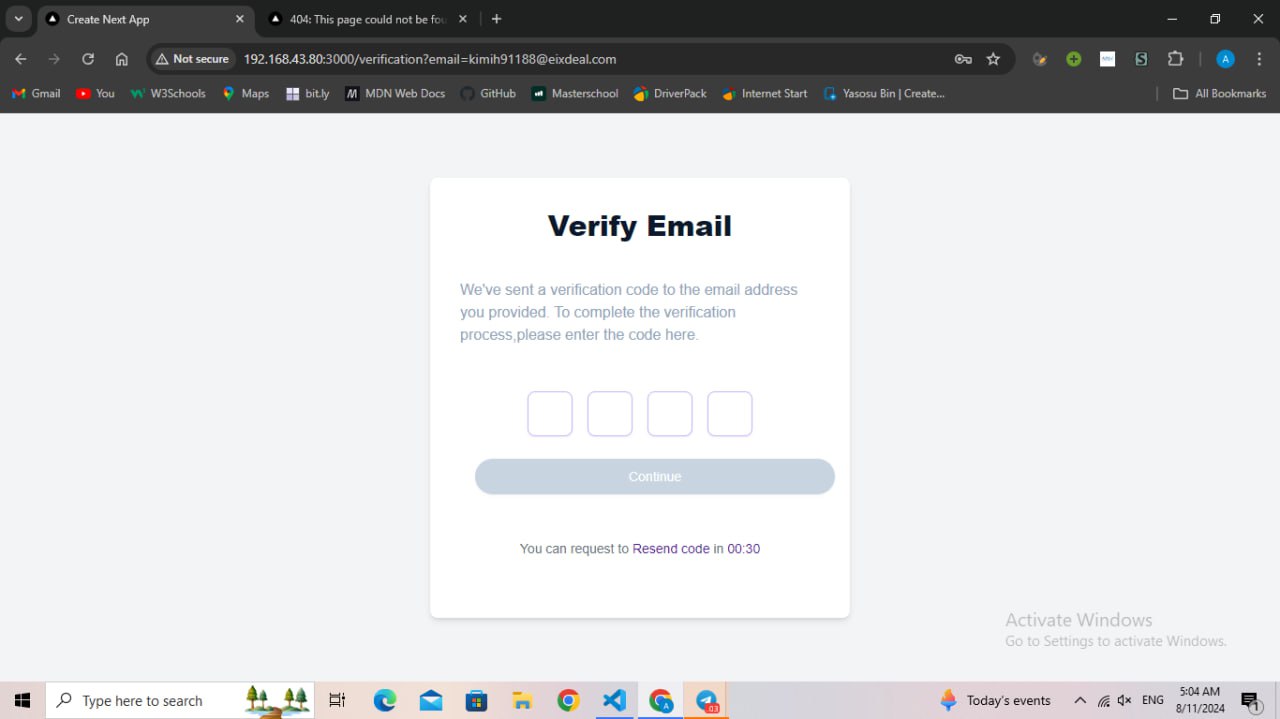 Create Next App
404: This page could not be fou
Not secure
192.168.43.80:3000/verification?email=kimih91188@eixdeal.com
A
Gmail
You
W3Schools
Maps
bit.ly
MDN Web Docs
GitHub
Masterschool
DriverPack
Internet Start
Yasosu Bin | Create...
All Bookmarks
Verify Email
We've sent a verification code to the email address
you provided. To complete the verification
process,please enter the code here.
Continue
You can request to Resend code in 00:30
Activate Windows
Go to Settings to activate Windows.
Type here to search
Today's events
ENG
5:04 AM
8/11/2024